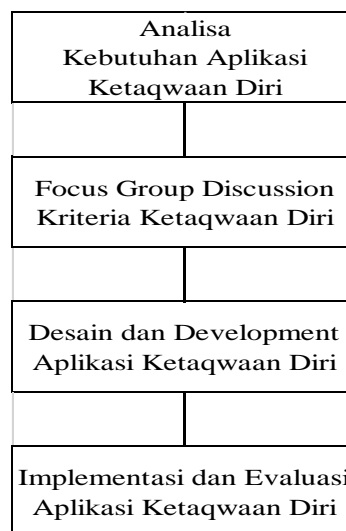 Analisa
Kebutuhan Aplikasi
Ketaqwaan Diri
Focus Group Discussion
Kriteria Ketaqwaan Diri
Desain dan Development
Aplikasi Ketaqwaan Diri
Implementasi dan Evaluasi
Aplikasi Ketaqwaan Diri